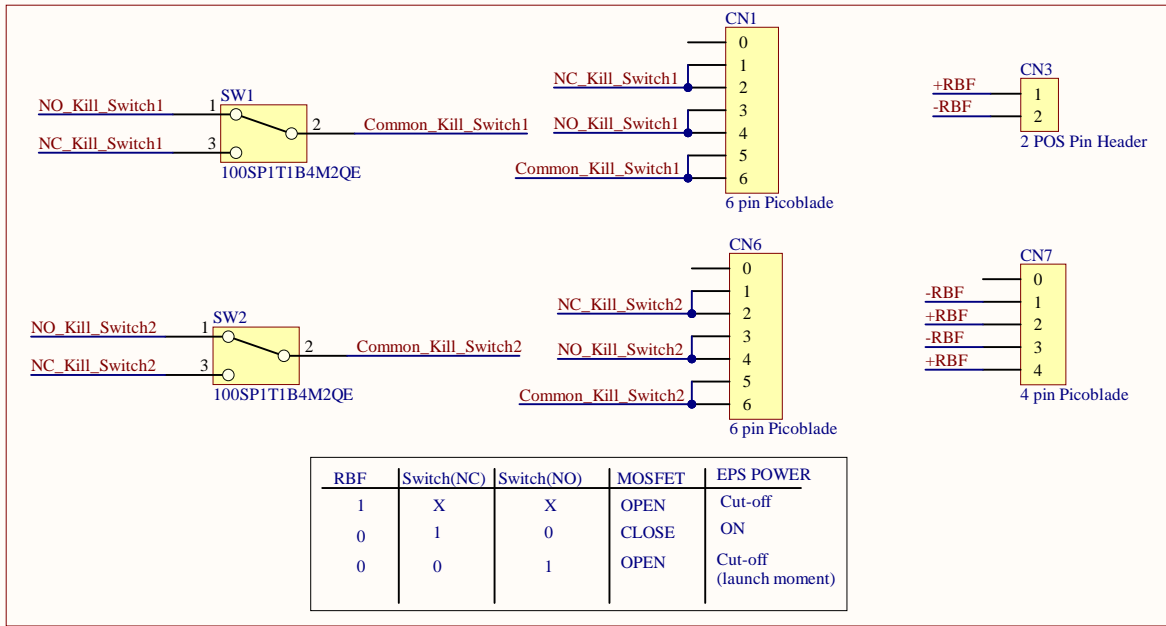 CN1
0
1
NC_Kill_Switch1
2
3
NO_Kill_Switch1
4
5
Common_Kill_Switch1
6
6 pin Picoblade
SW1
NO_Kill_Switch1
1
2
Common_Kill_Switch1
NC_Kill_Switch1
3
100SP1T1B4M2QE
CN3
+RBF
1
-RBF
2
2 POS Pin Header
CN6
0
1
NC_Kill_Switch2
2
3
NO_Kill_Switch2
4
5
Common_Kill_Switch2
6
6 pin Picoblade
SW2
NO_Kill_Switch2
1
2
Common_Kill_Switch2
NC_Kill_Switch2
3
100SP1T1B4M2QE
CN7
0
-RBF
1
+RBF
2
-RBF
3
+RBF
4
4 pin Picoblade
RBF Switch(NC) Switch(NO) MOSFET EPS POWER
1 X X OPEN Cut-off
0 1 0 CLOSE ON
0 0 1 OPEN Cut-off
(launch moment)